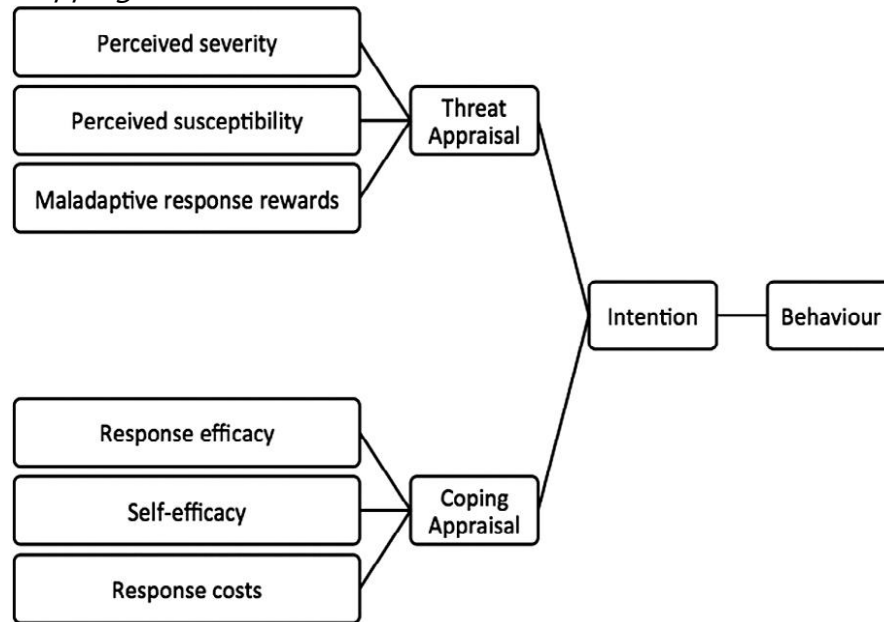 Perceived severity
Perceived susceptibility
Maladaptive response rewards
Threat
Appraisal
Intention
Behaviour
Response efficacy
Self-efficacy
Response costs
Coping
Appraisal